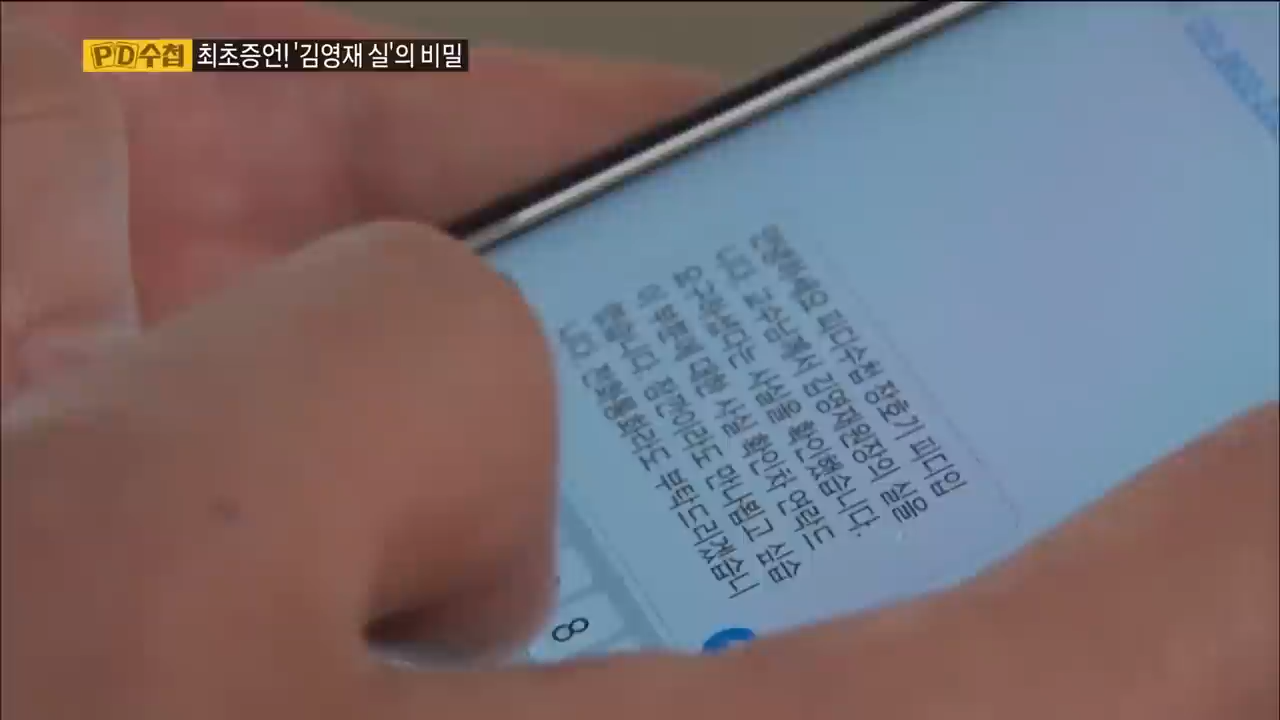 PD수첩 최초증언! '김영재 실'의 비밀
안녕하세요 피디수첩 장호기 피디입
니다. 교수님께서 김영재원장의 실을
요구하셨다는 사실을 확인했습니다.
이 부분에 대한 사실 확인차 연락드
렸습니다. 잠깐이라도 만나뵙고 싶습
니다. 전화통화라도 부탁드리겠습니
8